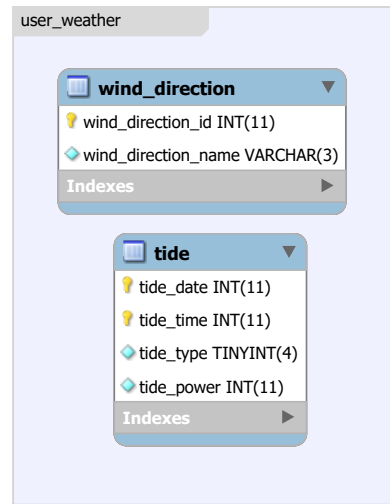 user_weather
wind_direction
wind_direction_id INT(11)
wind_direction_name VARCHAR(3)
Indexes
tide
tide_date INT(11)
tide_time INT(11)
tide_type TINYINT(4)
tide_power INT(11)
Indexes